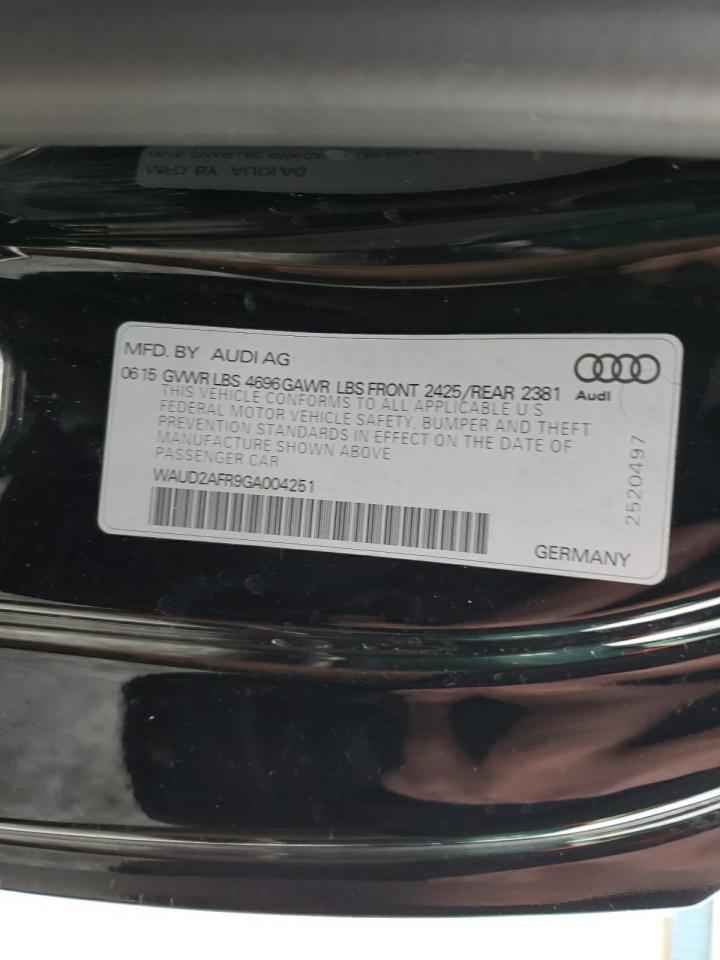 MFD. BY AUDI AG
06 15 GVWR LBS 4696 GAWR LBS FRONT 2425/REAR 2381
Audi
THIS VEHICLE CONFORMS TO ALL APPLICABLE U.S.
FEDERAL MOTOR VEHICLE SAFETY, BUMPER AND THEFT
PREVENTION STANDARDS IN EFFECT ON THE DATE OF
MANUFACTURE SHOWN ABOVE
PASSENGER CAR
WAUD2AFR9GA004251
2520497
GERMANY